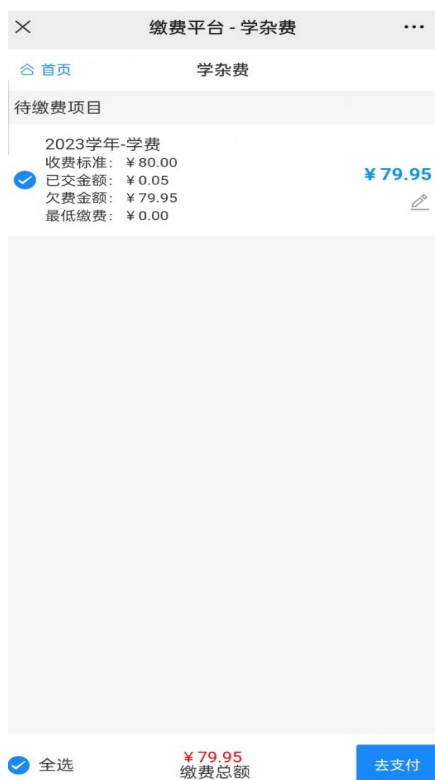 缴费平台 - 学杂费
首页 学杂费
待缴费项目
2023学年-学费
收费标准: ¥80.00
已交金额: ¥0.05
欠费金额: ¥79.95
最低缴费: ¥0.00
¥79.95
全选
¥79.95
缴费总额
去支付